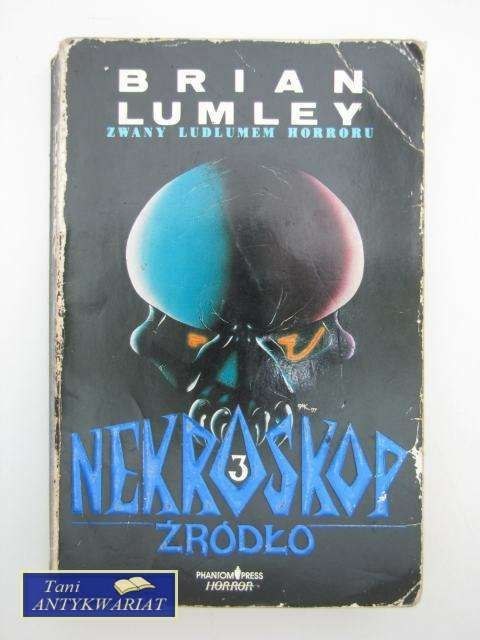 BRIAN
LUMLEY
ZWANY LUDLUMEM HORRORU
NEKROSKOP
3
ŹRÓDŁO
PHANTOM PRESS
HORROR
Tani
ANTYKWARIAT